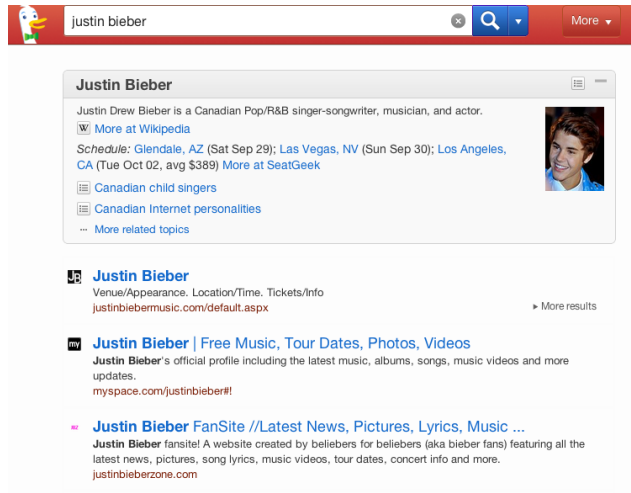 justin bieber
More
Justin Bieber
Justin Drew Bieber is a Canadian Pop/R&B singer-songwriter, musician, and actor.
W More at Wikipedia
Schedule: Glendale, AZ (Sat Sep 29); Las Vegas, NV (Sun Sep 30); Los Angeles,
CA (Tue Oct 02, avg $389) More at SeatGeek
Canadian child singers
Canadian Internet personalities
... More related topics
JB Justin Bieber
Venue/Appearance. Location/Time. Tickets/Info
justinbiebermusic.com/default.aspx
More results
my Justin Bieber | Free Music, Tour Dates, Photos, Videos
Justin Bieber's official profile including the latest music, albums, songs, music videos and more
updates.
myspace.com/justinbieber#!
Justin Bieber FanSite //Latest News, Pictures, Lyrics, Music ...
Justin Bieber fansite! A website created by beliebers for beliebers (aka bieber fans) featuring all the
latest news, pictures, song lyrics, music videos, tour dates, concert info and more.
justinbieberzone.com